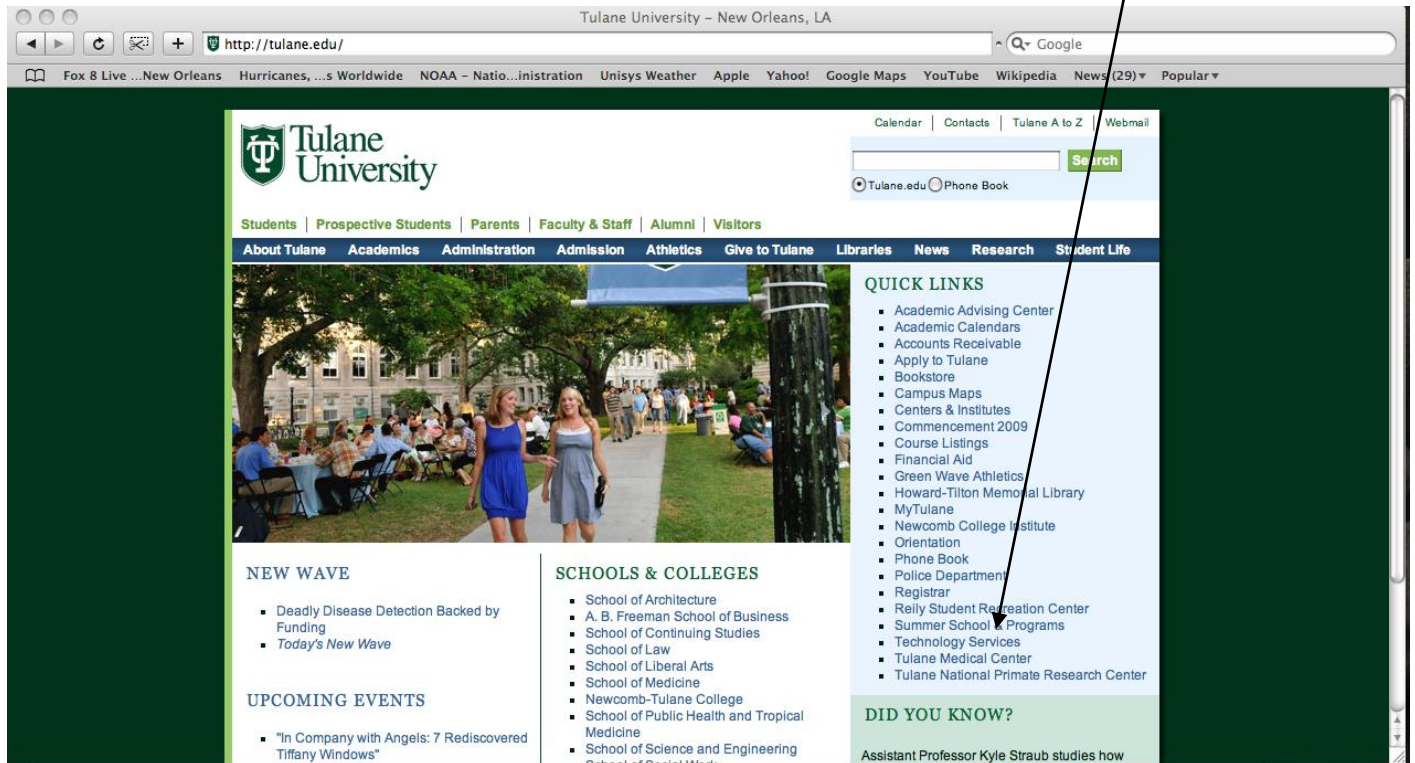 Tulane University – New Orleans, LA
http://tulane.edu/
Google
Fox 8 Live ...New Orleans Hurricanes, ...s Worldwide NOAA – Natio...inistration Unisys Weather Apple Yahoo! Google Maps YouTube Wikipedia News (29) Popular
Calendar | Contacts | Tulane A to Z | Webmail
Tulane
University
Search
Tulane.edu Phone Book
Students | Prospective Students | Parents | Faculty & Staff | Alumni | Visitors
About Tulane Academics Administration Admission Athletics Give to Tulane Libraries News Research Student Life
NEW WAVE
Deadly Disease Detection Backed by
Funding
Today's New Wave
UPCOMING EVENTS
"In Company with Angels: 7 Rediscovered
Tiffany Windows"
SCHOOLS & COLLEGES
School of Architecture
A. B. Freeman School of Business
School of Continuing Studies
School of Law
School of Liberal Arts
School of Medicine
Newcomb-Tulane College
School of Public Health and Tropical
Medicine
School of Science and Engineering
School of Social Work
QUICK LINKS
Academic Advising Center
Academic Calendars
Accounts Receivable
Apply to Tulane
Bookstore
Campus Maps
Centers & Institutes
Commencement 2009
Course Listings
Financial Aid
Green Wave Athletics
Howard-Tilton Memorial Library
MyTulane
Newcomb College Institute
Orientation
Phone Book
Police Department
Registrar
Reily Student Recreation Center
Summer School & Programs
Technology Services
Tulane Medical Center
Tulane National Primate Research Center
DID YOU KNOW?
Assistant Professor Kyle Straub studies how